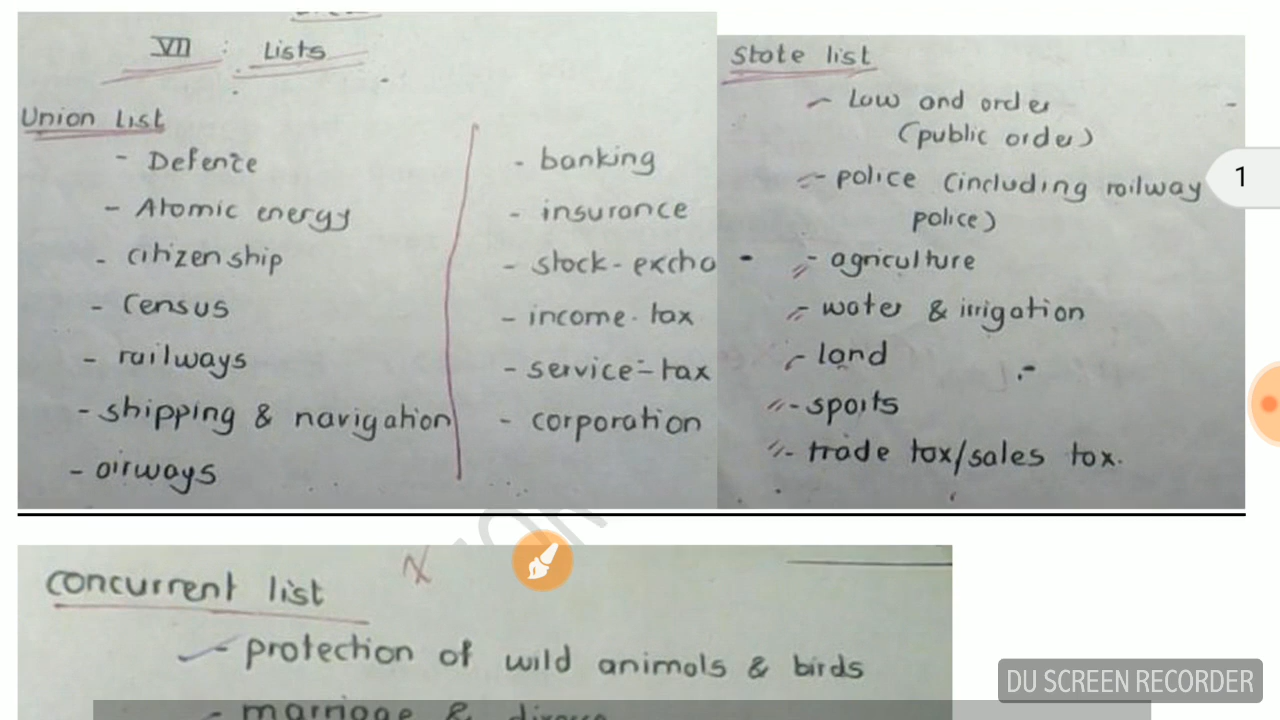 VII : Lists
Union list
- Defence
- Atomic energy
- citizenship
- census
- railways
- shipping & navigation
- airways
- banking
- insurance
- stock-excha
- income-tax
- service-tax
- corporation
State list
- Law and order
(public order)
- police (including railway
police)
- agriculture
- water & irrigation
- land
- sports
- trade tax/sales tax.
1
concurrent list
- protection of wild animals & birds
- marriage &
DU SCREEN RECORDER